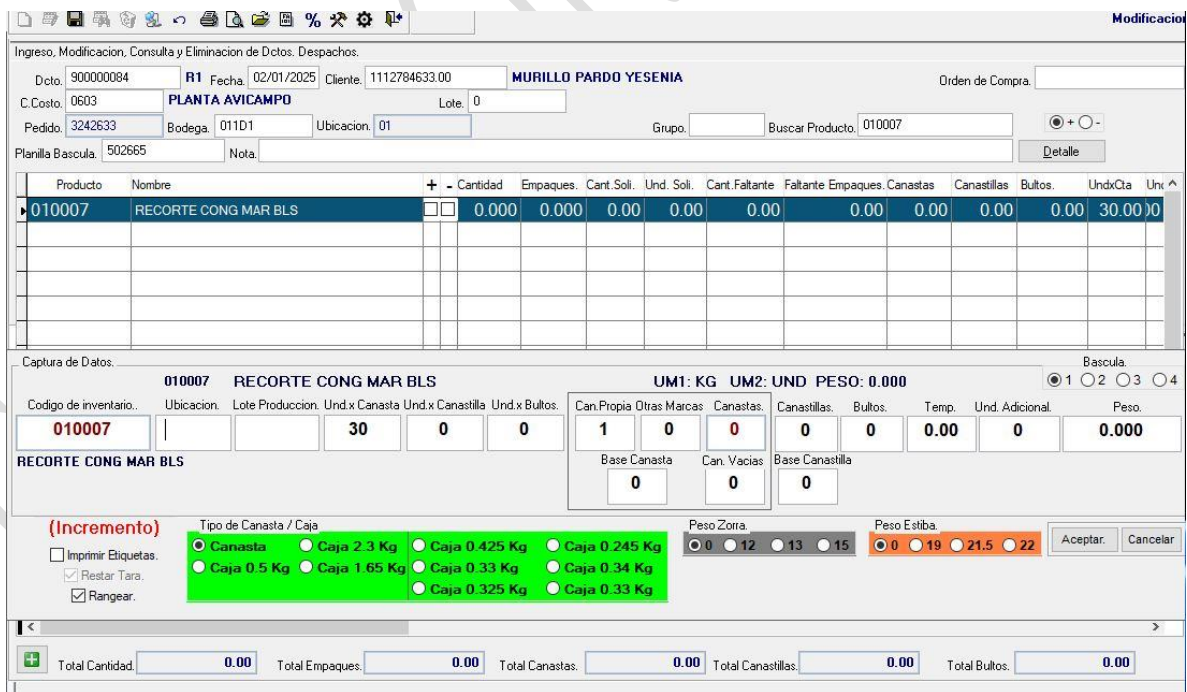 Modificacion
Ingreso, Modificacion, Consulta y Eliminacion de Dctos. Despachos.
Dcto. 900000084 R1 Fecha. 02/01/2025 Cliente. 1112784633.00 MURILLO PARDO YESENIA Orden de Compra.
C.Costo. 0603 PLANTA AVICAMPO Lote. 0
Pedido. 3242633 Bodega. 011D1 Ubicacion. 01 Grupo. Buscar Producto. 010007 + -
Planilla Bascula. 502665 Nota. Detalle
Producto Nombre + - Cantidad Empaques. Cant.Soli. Und. Soli. Cant.Faltante Faltante Empaques. Canastas Canastillas Bultos. UndxCta
010007 RECORTE CONG MAR BLS 0.000 0.000 0.00 0.00 0.00 0.00 0.00 0.00 0.00 30.00
Captura de Datos. Bascula.
010007 RECORTE CONG MAR BLS UM1: KG UM2: UND PESO: 0.000 1 2 3 4
Codigo de inventario.. Ubicacion. Lote Produccion. Und.x Canasta Und.x Canastilla Und.x Bultos. Can.Propia Otras Marcas Canastas. Canastillas. Bultos. Temp. Und. Adicional. Peso.
010007 30 0 0 1 0 0 0 0 0.00 0 0.000
RECORTE CONG MAR BLS Base Canasta Can. Vacias Base Canastilla
0 0 0
(Incremento) Tipo de Canasta / Caja Peso Zorra. Peso Estiba.
Imprimir Etiquetas. Canasta Caja 2.3 Kg Caja 0.425 Kg Caja 0.245 Kg 0 12 13 15 0 19 21.5 22 Aceptar. Cancelar
Restar Tara. Caja 0.5 Kg Caja 1.65 Kg Caja 0.33 Kg Caja 0.34 Kg
Rangear. Caja 0.325 Kg Caja 0.33 Kg
Total Cantidad. 0.00 Total Empaques. 0.00 Total Canastas. 0.00 Total Canastillas. 0.00 Total Bultos. 0.00